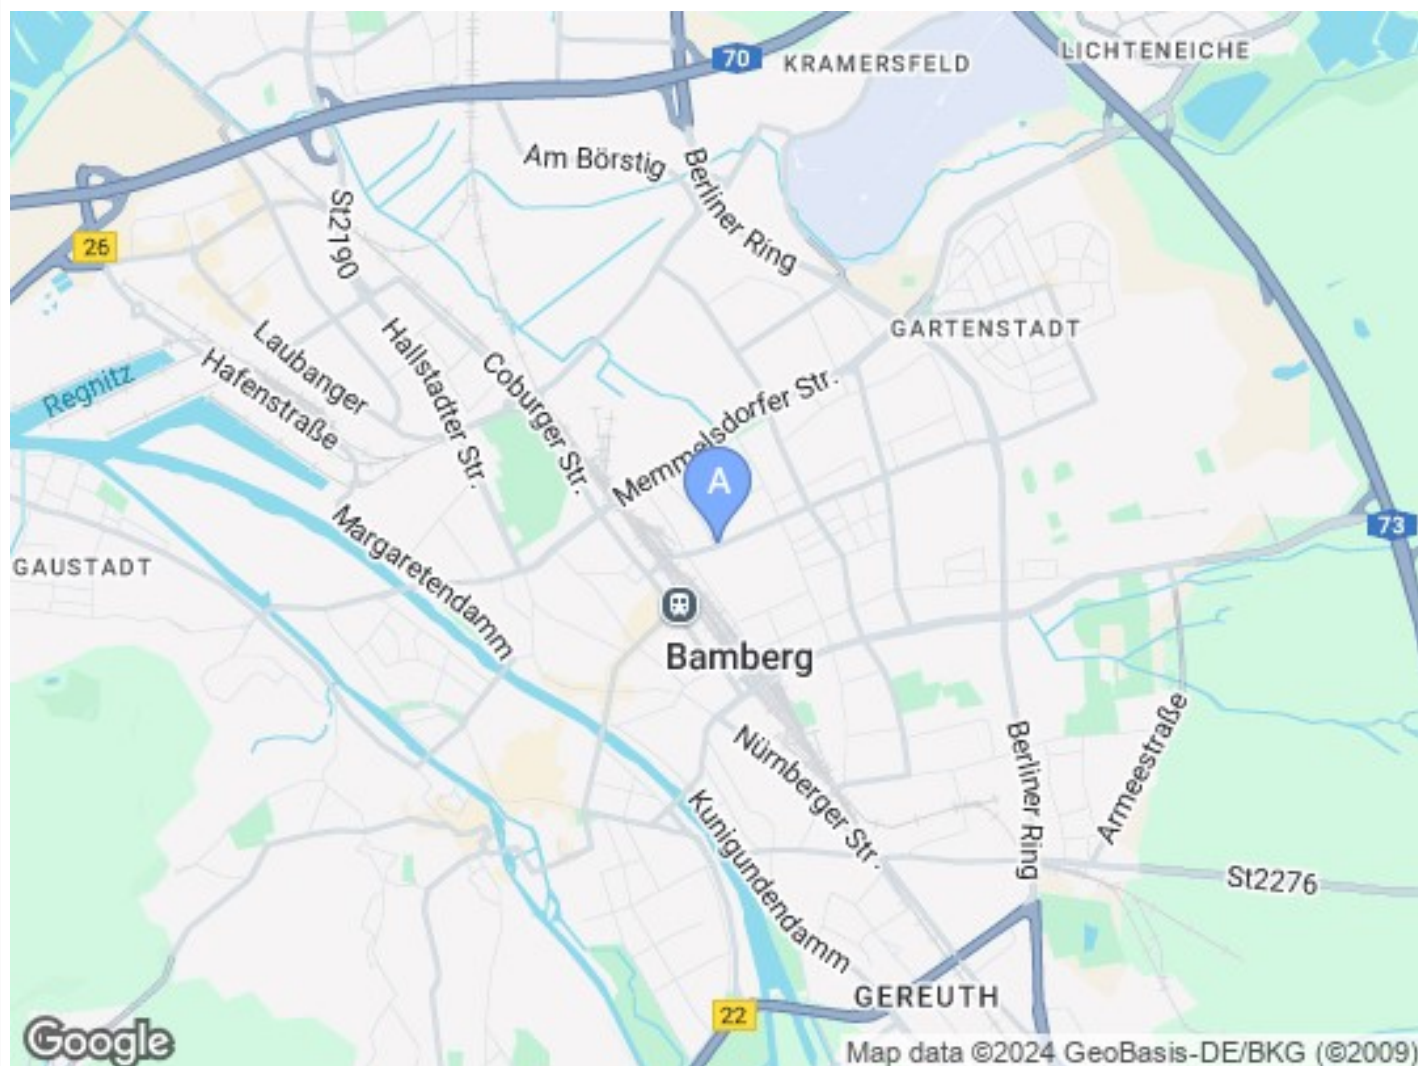 70
KRAMERSFELD
LICHTENEICHE
Am Börstig
Berliner Ring
St2190
26
GARTENSTADT
Laubanger
Hafenstraße
Hallstadter Str.
Coburger Str.
Regnitz
Memmelsdorfer Str.
A
73
GAUSTADT
Margaretendamm
Bamberg
Nürnberger Str.
Berliner Ring
Armeestraße
Kunigundendamm
St2276
GEREUTH
22
Google
Map data ©2024 GeoBasis-DE/BKG (©2009)